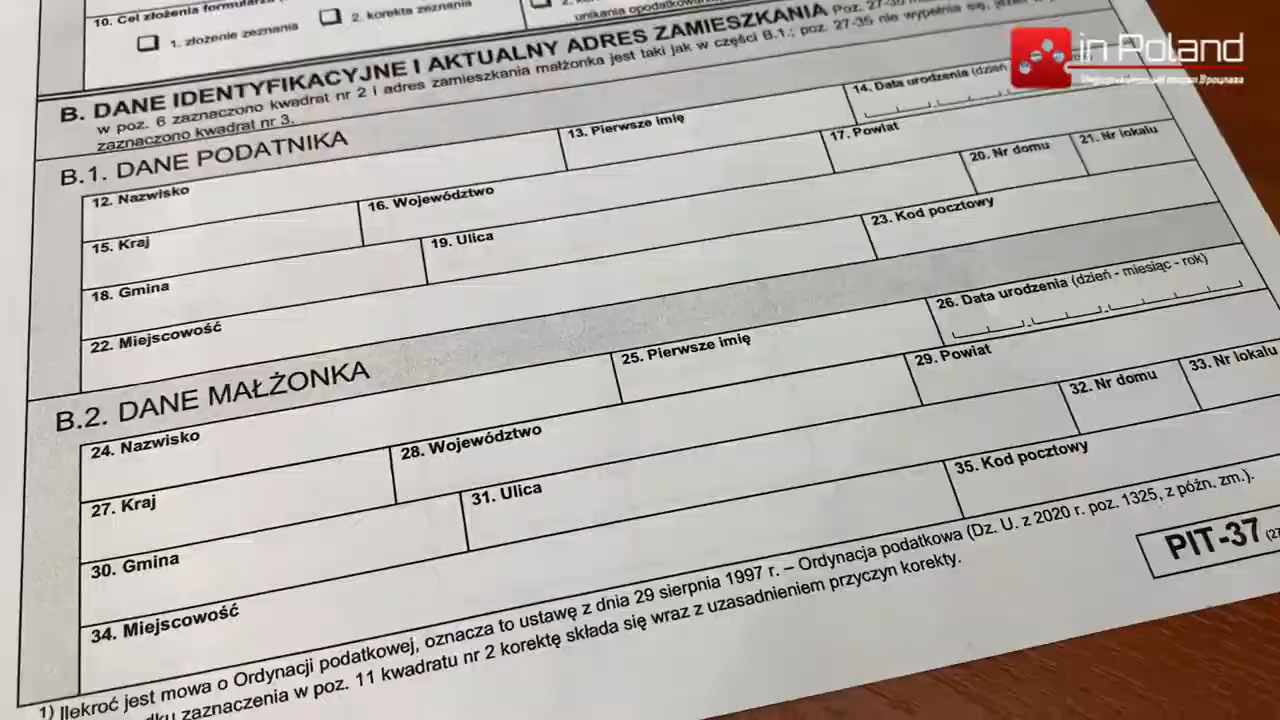 10. Cel złożenia formularza
1. złożenie zeznania
2. korekta zeznania
B. DANE IDENTYFIKACYJNE I AKTUALNY ADRES ZAMIESZKANIA Poz. 27-30
w poz. 6 zaznaczono kwadrat nr 2 i adres zamieszkania małżonka jest taki jak w części B.1.; poz. 27-35 nie wypełnia się,
zaznaczono kwadrat nr 3.
B.1. DANE PODATNIKA
12. Nazwisko
13. Pierwsze imię
14. Data urodzenia (dzień
15. Kraj
16. Województwo
17. Powiat
18. Gmina
19. Ulica
20. Nr domu
21. Nr lokalu
22. Miejscowość
23. Kod pocztowy
B.2. DANE MAŁŻONKA
24. Nazwisko
25. Pierwsze imię
26. Data urodzenia (dzień - miesiąc - rok)
27. Kraj
28. Województwo
29. Powiat
30. Gmina
31. Ulica
32. Nr domu
33. Nr lokalu
34. Miejscowość
35. Kod pocztowy
1) Ilekroć jest mowa o Ordynacji podatkowej, oznacza to ustawę z dnia 29 sierpnia 1997 r. – Ordynacja podatkowa (Dz. U. z 2020 r. poz. 1325, z późn. zm.).
zaznaczenia w poz. 11 kwadratu nr 2 korektę składa się wraz z uzasadnieniem przyczyn korekty.
PIT-37
in Poland